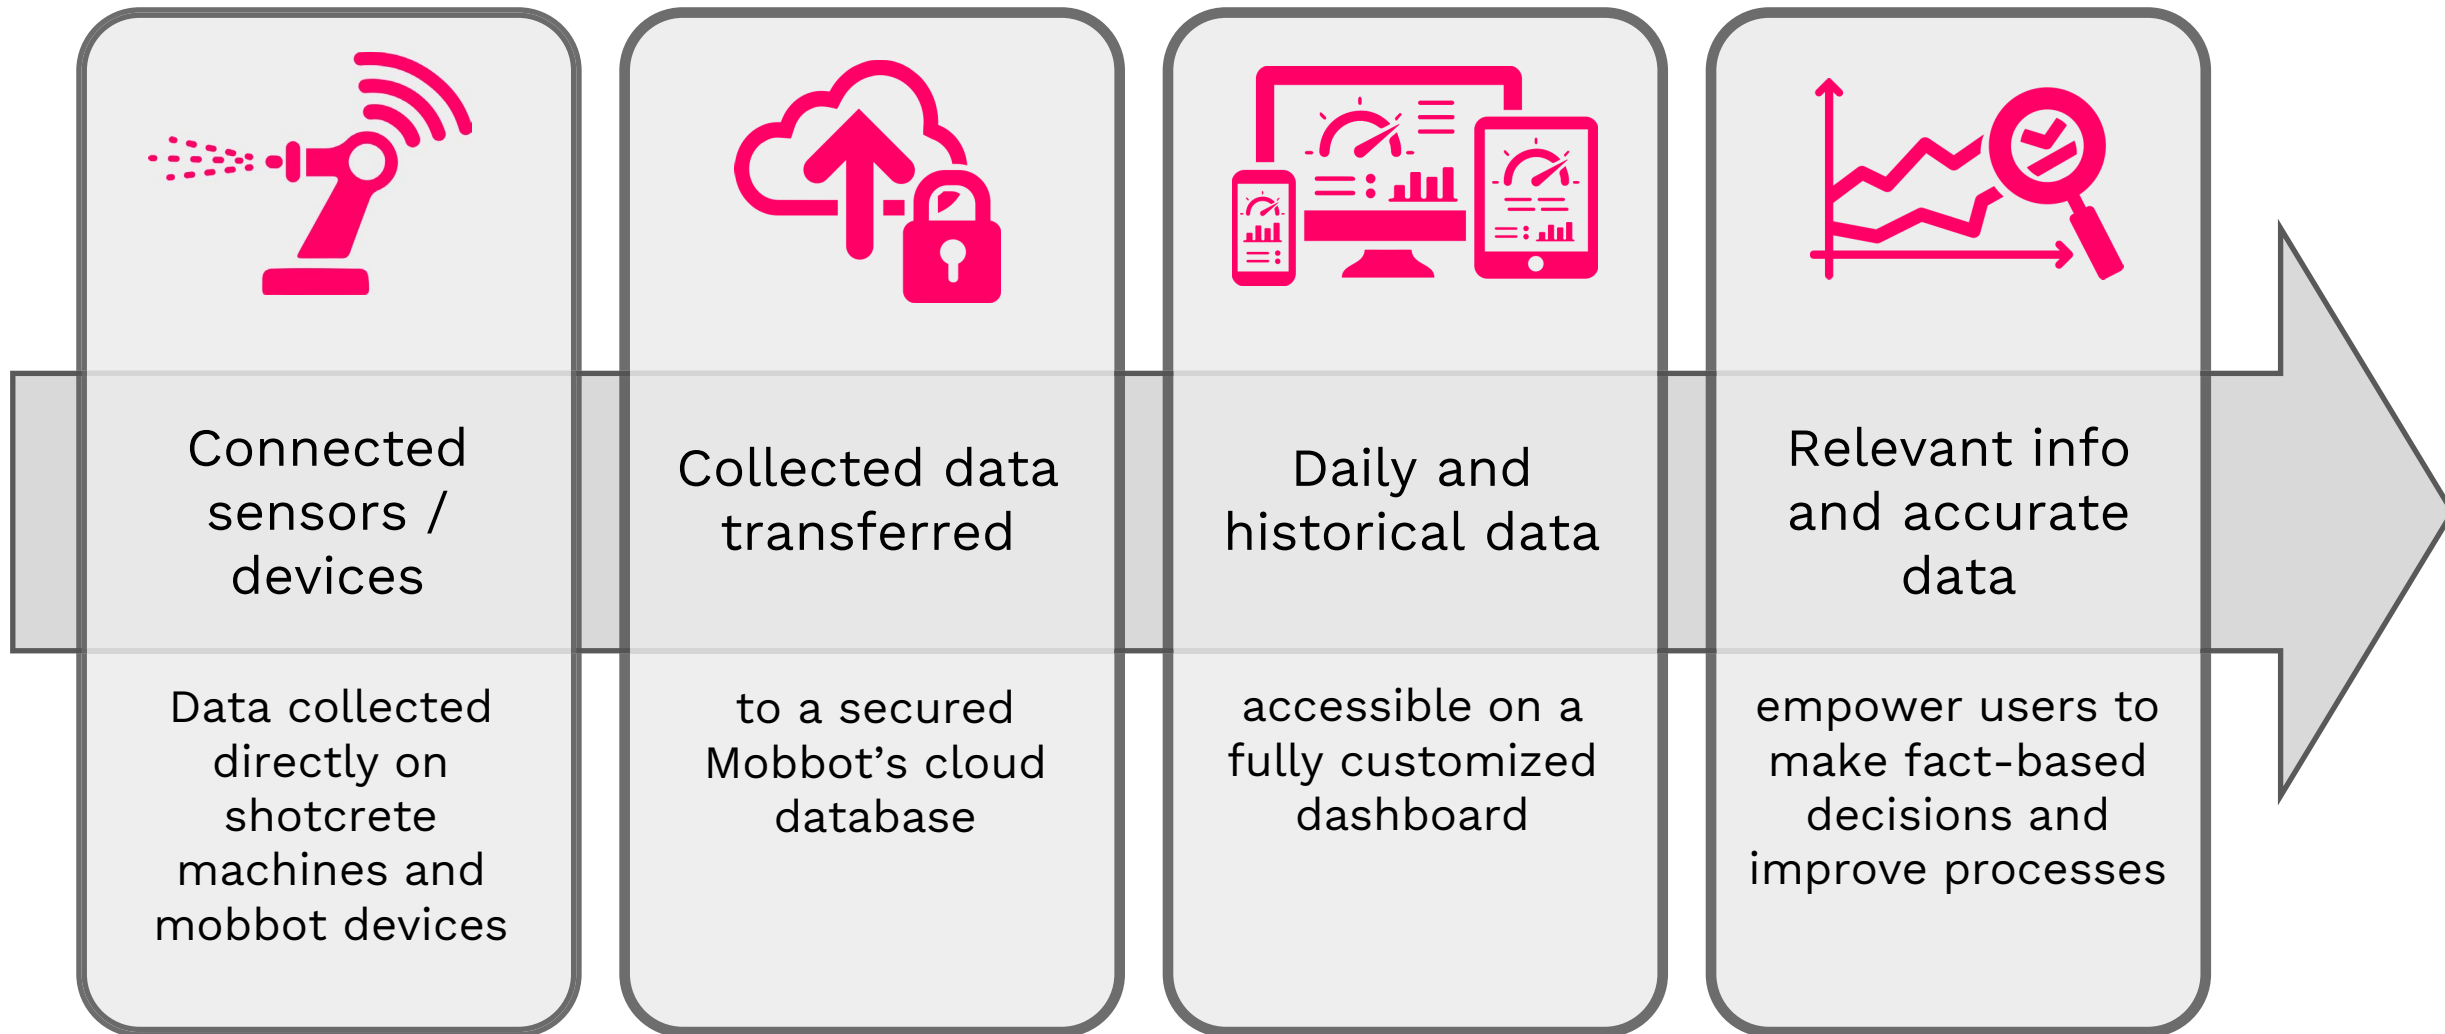 Connected
sensors /
devices
Data collected
directly on
shotcrete
machines and
mobbot devices
Collected data
transferred
to a secured
Mobbot’s cloud
database
Daily and
historical data
accessible on a
fully customized
dashboard
Relevant info
and accurate
data
empower users to
make fact-based
decisions and
improve processes